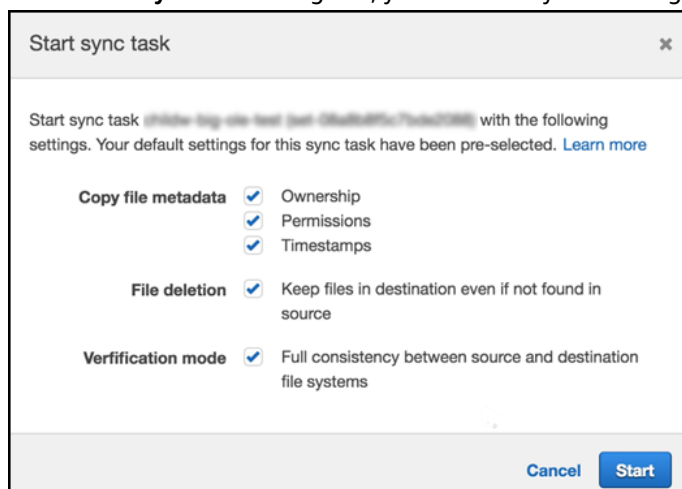 Start sync task
Start sync task with the following
settings. Your default settings for this sync task have been pre-selected. Learn more
Copy file metadata Ownership
Permissions
Timestamps
File deletion Keep files in destination even if not found in
source
Verfification mode Full consistency between source and destination
file systems
Cancel Start